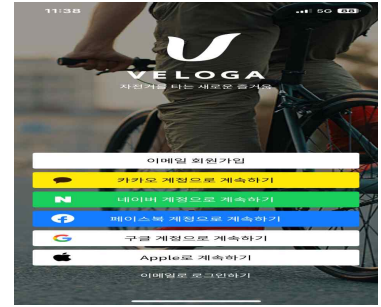 11:38
5G 68
VELOGA
자전거를 타는 새로운 즐거움
이메일 회원가입
카카오 계정으로 계속하기
네이버 계정으로 계속하기
페이스북 계정으로 계속하기
구글 계정으로 계속하기
Apple로 계속하기
이메일로 로그인하기